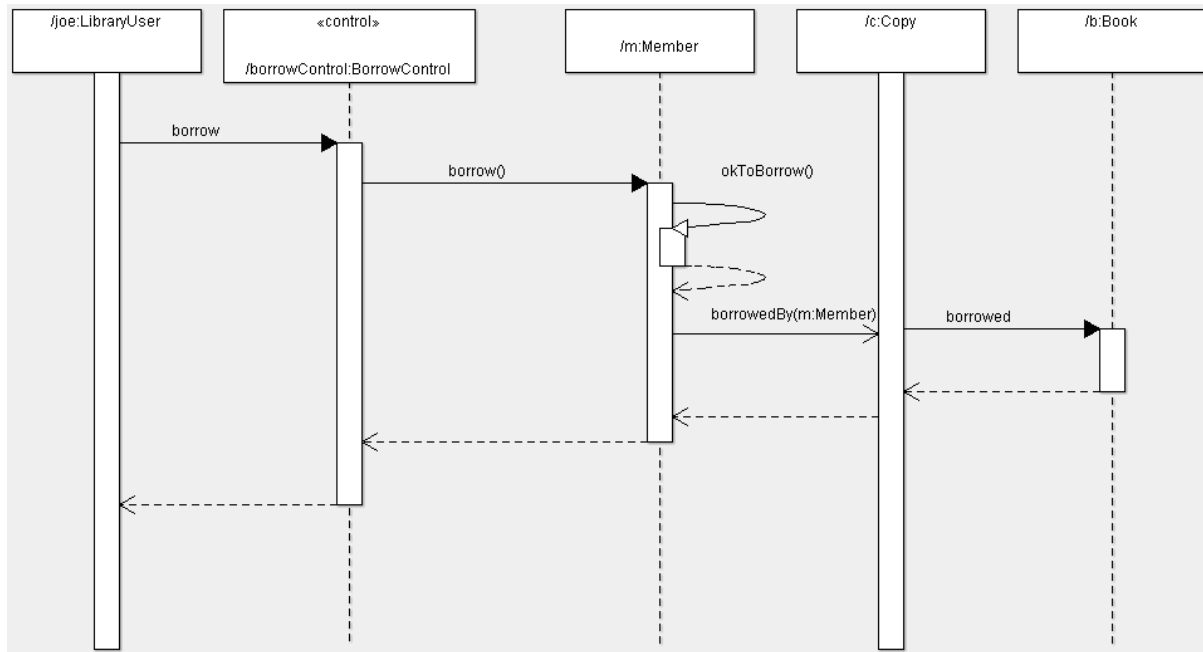 /joe:LibraryUser
«control»
/borrowControl:BorrowControl
/m:Member
/c:Copy
/b:Book
borrow
borrow()
okToBorrow()
borrowedBy(m:Member)
borrowed